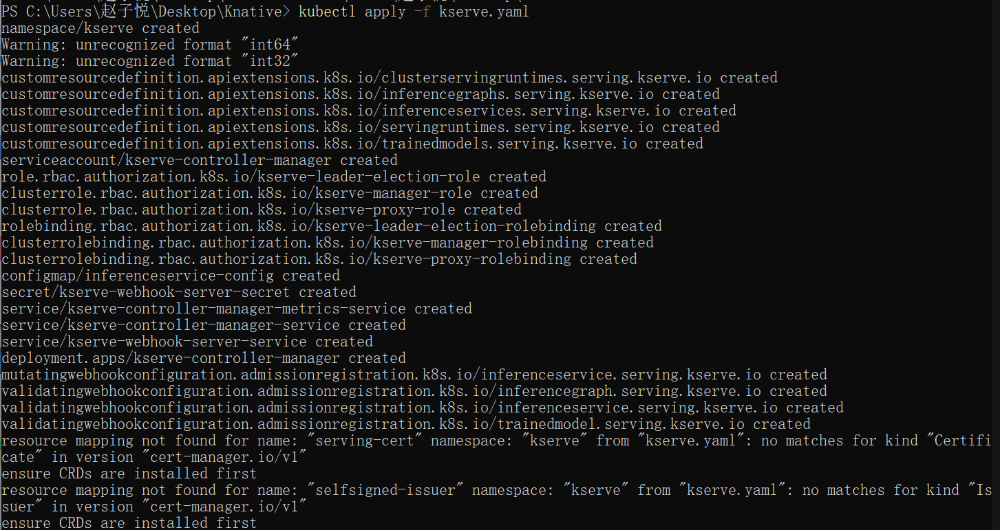 PS C:\Users\赵子悦\Desktop\Knative> kubectl apply -f kserve.yaml
namespace/kserve created
Warning: unrecognized format "int64"
Warning: unrecognized format "int32"
customresourcedefinition.apiextensions.k8s.io/clusterservingruntimes.serving.kserve.io created
customresourcedefinition.apiextensions.k8s.io/inferencegraphs.serving.kserve.io created
customresourcedefinition.apiextensions.k8s.io/inferenceservices.serving.kserve.io created
customresourcedefinition.apiextensions.k8s.io/servingruntimes.serving.kserve.io created
customresourcedefinition.apiextensions.k8s.io/trainedmodels.serving.kserve.io created
serviceaccount/kserve-controller-manager created
role.rbac.authorization.k8s.io/kserve-leader-election-role created
clusterrole.rbac.authorization.k8s.io/kserve-manager-role created
clusterrole.rbac.authorization.k8s.io/kserve-proxy-role created
rolebinding.rbac.authorization.k8s.io/kserve-leader-election-rolebinding created
clusterrolebinding.rbac.authorization.k8s.io/kserve-manager-rolebinding created
clusterrolebinding.rbac.authorization.k8s.io/kserve-proxy-rolebinding created
configmap/inferenceservice-config created
secret/kserve-webhook-server-secret created
service/kserve-controller-manager-metrics-service created
service/kserve-controller-manager-service created
service/kserve-webhook-server-service created
deployment.apps/kserve-controller-manager created
mutatingwebhookconfiguration.admissionregistration.k8s.io/inferenceservice.serving.kserve.io created
validatingwebhookconfiguration.admissionregistration.k8s.io/inferencegraph.serving.kserve.io created
validatingwebhookconfiguration.admissionregistration.k8s.io/inferenceservice.serving.kserve.io created
validatingwebhookconfiguration.admissionregistration.k8s.io/trainedmodel.serving.kserve.io created
resource mapping not found for name: "serving-cert" namespace: "kserve" from "kserve.yaml": no matches for kind "Certifi
cate" in version "cert-manager.io/v1"
ensure CRDs are installed first
resource mapping not found for name: "selfsigned-issuer" namespace: "kserve" from "kserve.yaml": no matches for kind "Is
suer" in version "cert-manager.io/v1"
ensure CRDs are installed first